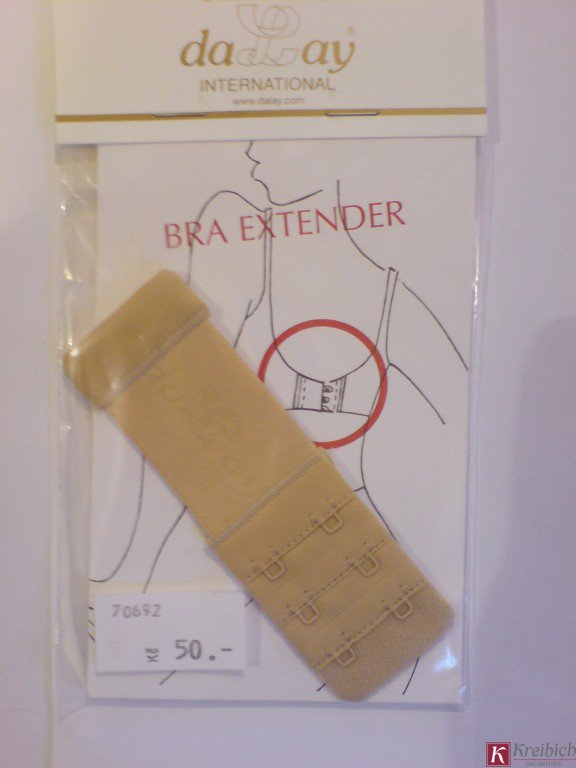 daLay®
INTERNATIONAL
www.dalay.com
BRA EXTENDER
70692
Kč 50.-
Kreibich
GALANTERIE